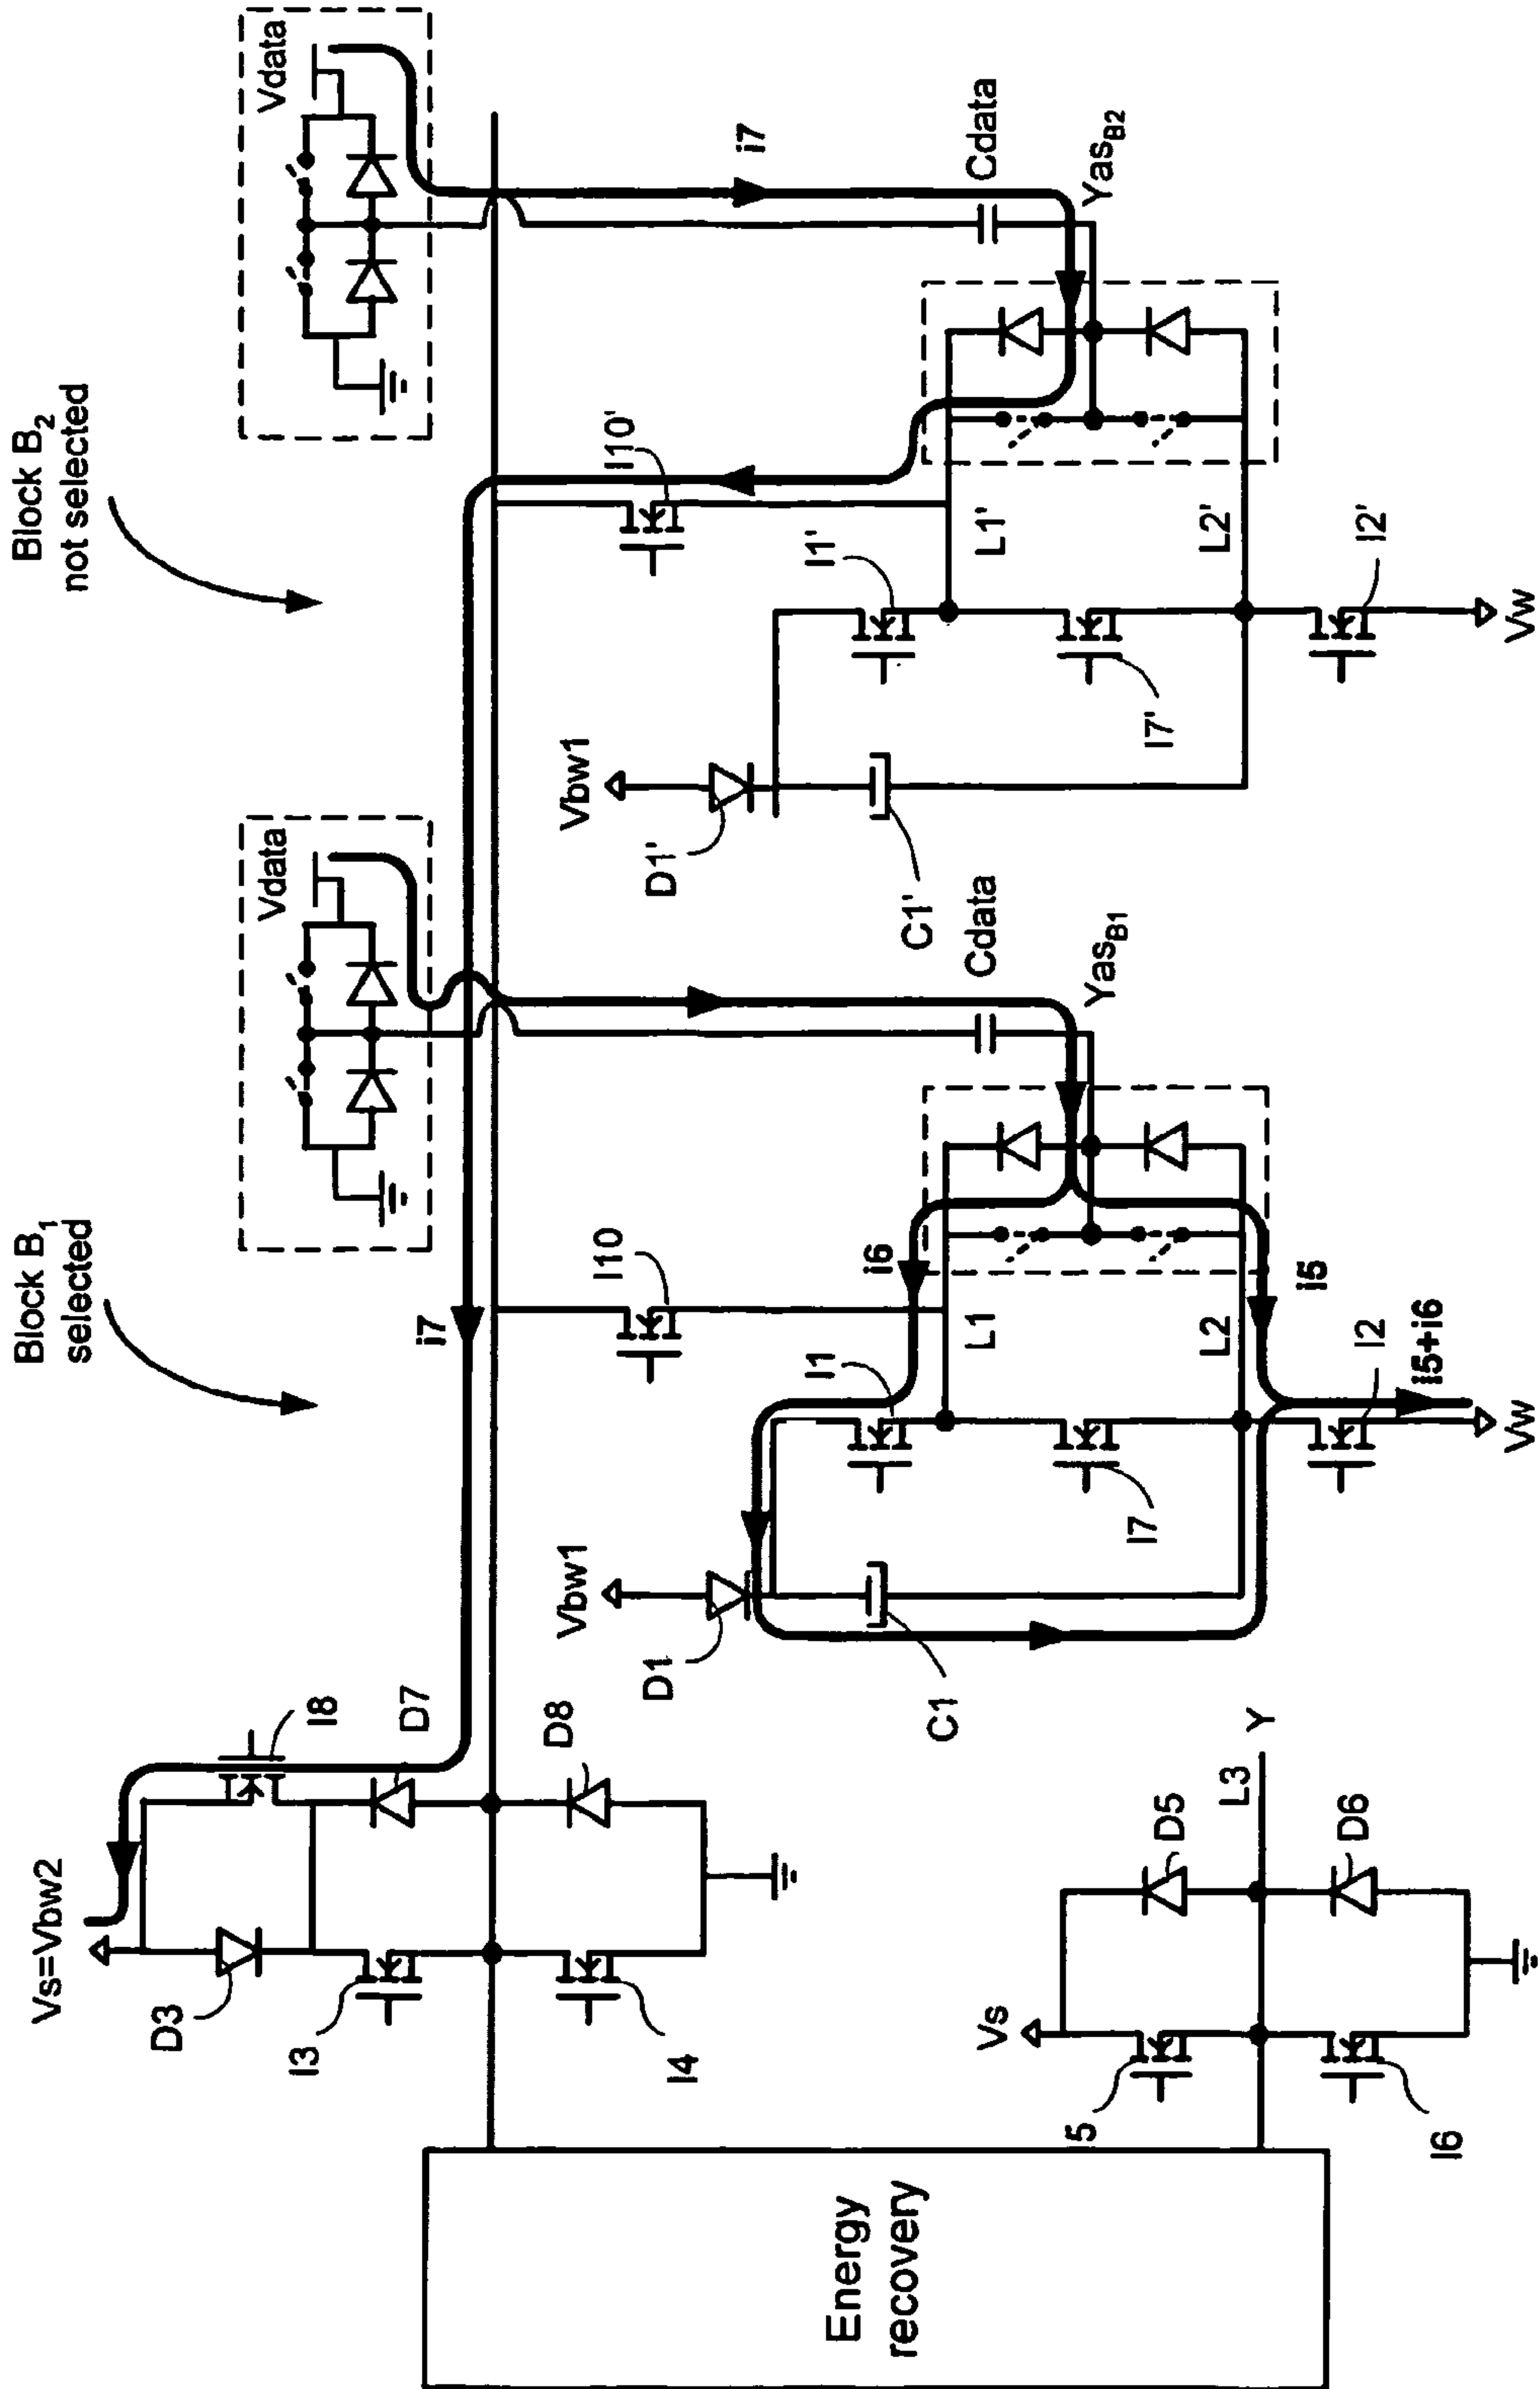 Block B1
selected
Block B2
not selected
Vs=Vbw2
I8
D7
D8
D3
I3
I4
i7
Vdata
Vdata
i7
I10
I10'
Vbw1
D1
C1
I1
i6
L1
I7
L2
I2
i5
i5+i6
Vw
Cdata
YasB1
Vbw1
D1'
C1'
I1'
L1'
I7'
L2'
I2'
Vw
Cdata
YasB2
Energy
recovery
Vs
I5
I6
D5
D6
L3
Y